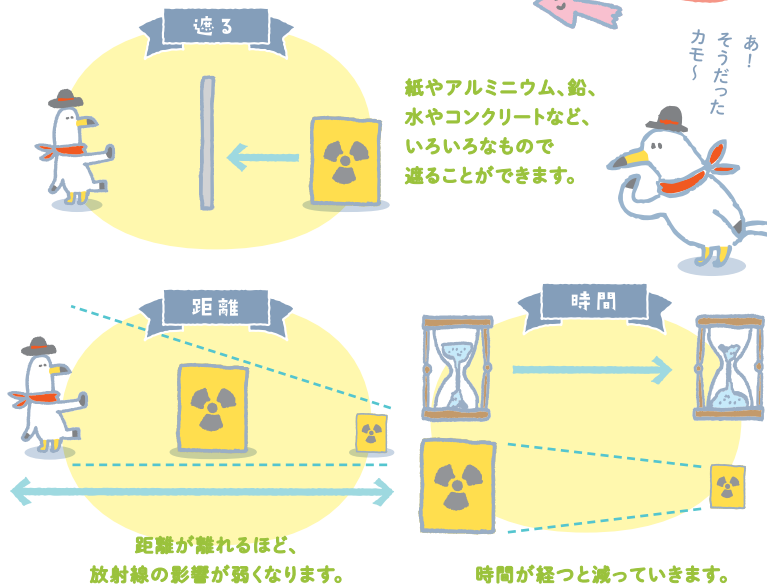 遮る
紙やアルミニウム、鉛、
水やコンクリートなど、
いろいろなもので
遮ることができます。
あ!
そうだった
カモ〜
距離
距離が離れるほど、
放射線の影響が弱くなります。
時間
時間が経つと減っていきます。